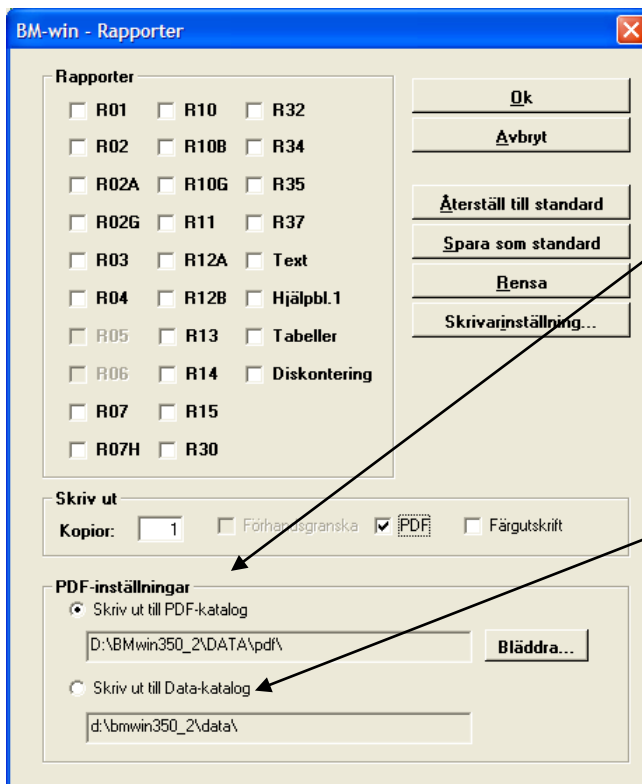 BM-win - Rapporter
Rapporter
R01 R10 R32
R02 R10B R34
R02A R10G R35
R02G R11 R37
R03 R12A Text
R04 R12B Hjälpbl.1
R05 R13 Tabeller
R06 R14 Diskontering
R07 R15
R07H R30
Ok
Avbryt
Återställ till standard
Spara som standard
Rensa
Skrivarinställning...
Skriv ut
Kopior: 1 Förhandsgranska PDF Färgutskrift
PDF-inställningar
Skriv ut till PDF-katalog
D:\BMwin350_2\DATA\pdf\ Bläddra...
Skriv ut till Data-katalog
d:\bmwin350_2\data\